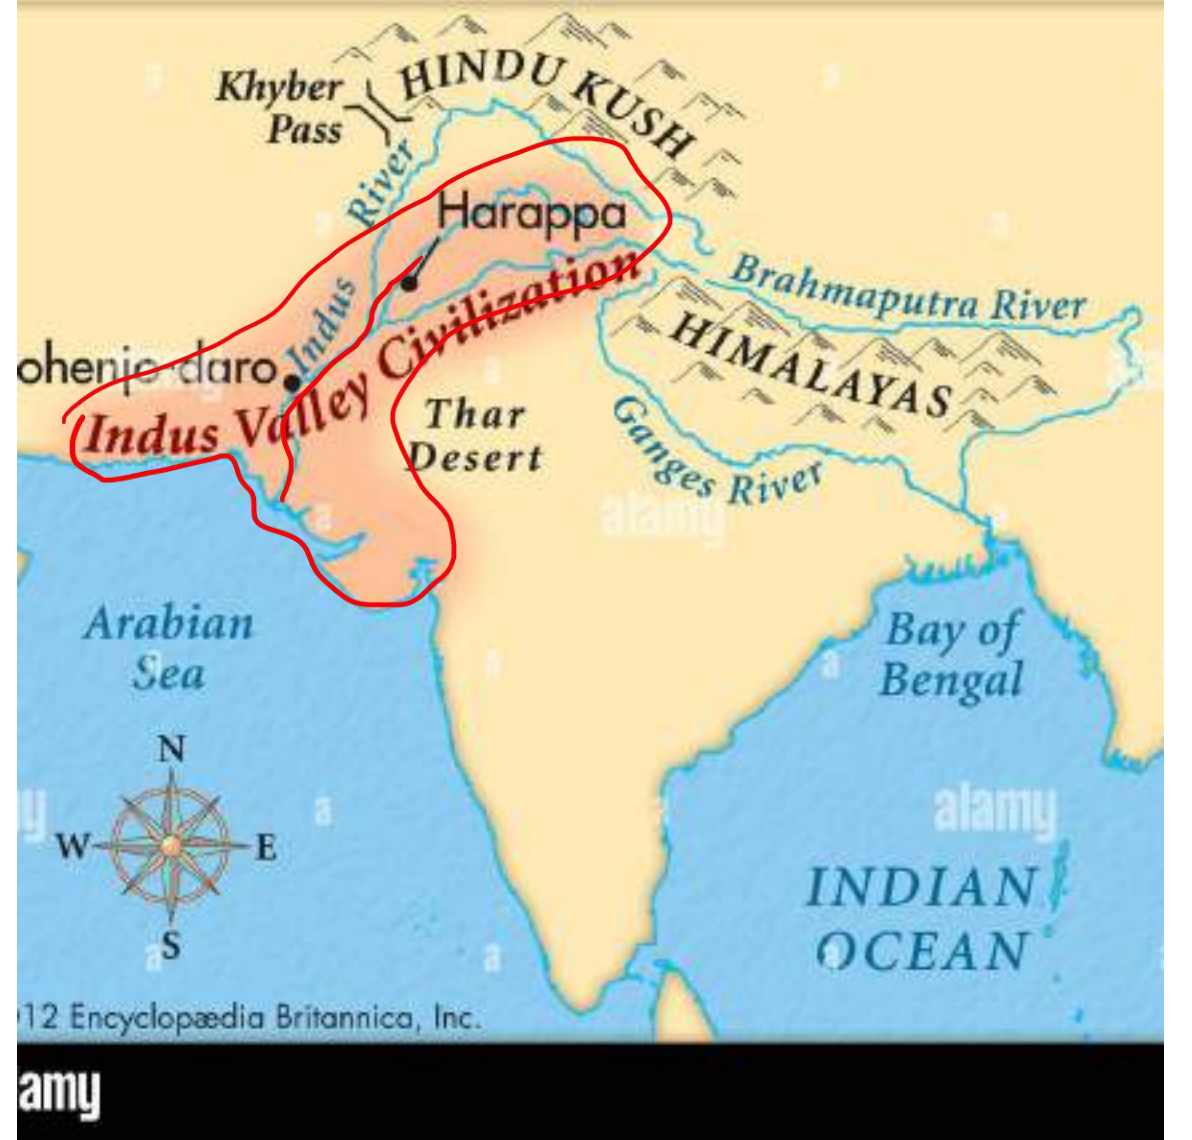 Khyber
Pass
HINDU KUSH
River
Harappa
Indus
Brahmaputra River
ohenjo-daro
Indus Valley Civilization
HIMALAYAS
Thar
Desert
Ganges River
alamy
Arabian
Sea
Bay of
Bengal
N
W
E
S
my
alamy
INDIAN
OCEAN
12 Encyclopædia Britannica, Inc.
amy